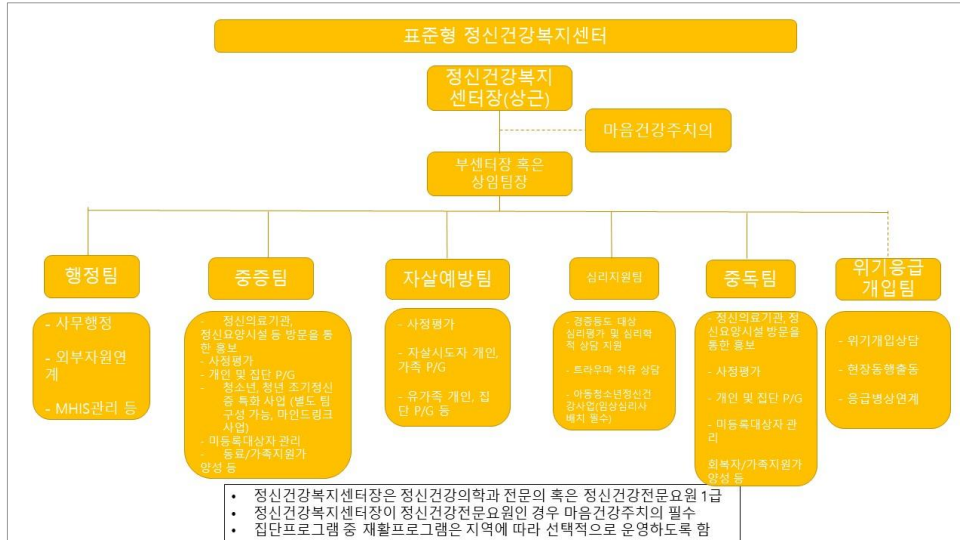 표준형 정신건강복지센터
정신건강복지
센터장(상근)
마음건강주치의
부센터장 혹은
상임팀장
행정팀
중증팀
자살예방팀
심리지원팀
중독팀
위기응급
개입팀
- 사무행정
- 외부자원연
계
- MHIS관리 등
- 정신의료기관,
정신요양시설 등 방문을 통
한 홍보
- 사정평가
- 개인 및 집단 P/G
- 청소년, 청년 조기정신
증 특화 사업 (별도 팀
구성 가능, 마인드링크
사업)
- 미등록대상자 관리
- 동료/가족지원가
양성 등
- 사정평가
- 자살시도자 개인,
가족 P/G
- 유가족 개인, 집
단 P/G 등
- 경증등도 대상
심리평가 및 심리학
적 상담 지원
- 트라우마 치유 상담
- 아동청소년정신건
강사업(임상심리사
배치 필수)
- 정신의료기관, 정
신요양시설 방문을
통한 홍보
- 사정평가
- 개인 및 집단 P/G
- 미등록대상자 관
리
회복자/가족지원가
양성 등
- 위기개입상담
- 현장동행출동
- 응급병상연계
• 정신건강복지센터장은 정신건강의학과 전문의 혹은 정신건강전문요원 1급
• 정신건강복지센터장이 정신건강전문요원인 경우 마음건강주치의 필수
• 집단프로그램 중 재활프로그램은 지역에 따라 선택적으로 운영하도록 함